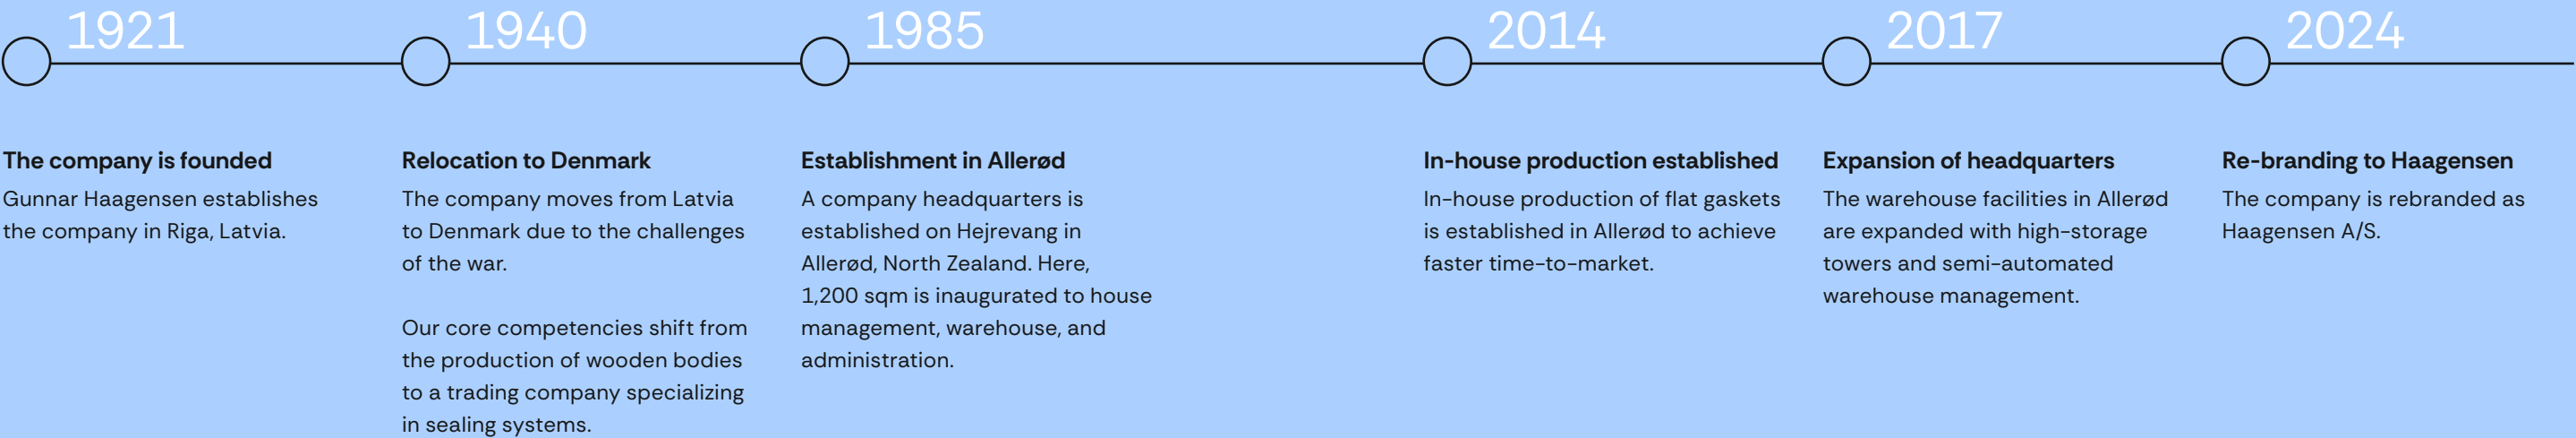 1921
The company is founded
Gunnar Haagensen establishes
the company in Riga, Latvia.
1940
Relocation to Denmark
The company moves from Latvia
to Denmark due to the challenges
of the war.
Our core competencies shift from
the production of wooden bodies
to a trading company specializing
in sealing systems.
1985
Establishment in Allerød
A company headquarters is
established on Hejrevang in
Allerød, North Zealand. Here,
1,200 sqm is inaugurated to house
management, warehouse, and
administration.
2014
In-house production established
In-house production of flat gaskets
is established in Allerød to achieve
faster time-to-market.
2017
Expansion of headquarters
The warehouse facilities in Allerød
are expanded with high-storage
towers and semi-automated
warehouse management.
2024
Re-branding to Haagensen
The company is rebranded as
Haagensen A/S.